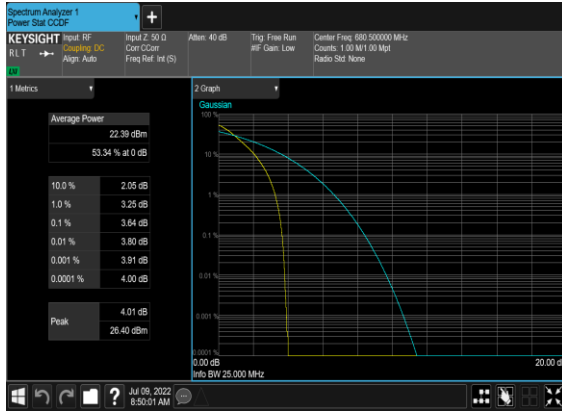 Spectrum Analyzer 1
Power Stat CCDF
+
KEYSIGHT
RLT
LXI
Input: RF
Coupling: DC
Align: Auto
Input Z: 50 Ω
Corr CCorr
Freq Ref: Int (S)
Atten: 40 dB
Trig: Free Run
#IF Gain: Low
Center Freq: 680.500000 MHz
Counts: 1.00 M/1.00 Mpt
Radio Std: None
1 Metrics
Average Power
22.39 dBm
53.34 % at 0 dB
10.0 % 2.05 dB
1.0 % 3.25 dB
0.1 % 3.64 dB
0.01 % 3.80 dB
0.001 % 3.91 dB
0.0001 % 4.00 dB
Peak
4.01 dB
26.40 dBm
2 Graph
Gaussian
100 %
10 %
1 %
0.1 %
0.01 %
0.001 %
0.0001 %
0.00 dB
20.00 d
Info BW 25.000 MHz
?
Jul 09, 2022
8:50:01 AM